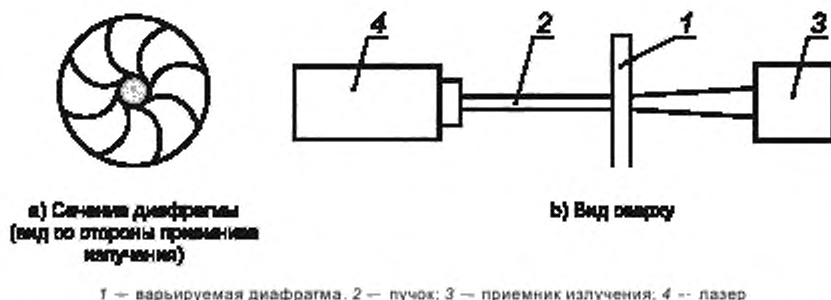 4 2 1 3
а) Сечение диафрагмы
(вид со стороны приемника
излучения)
b) Вид сверху
1 — варьируемая диафрагма, 2 — пучок; 3 — приемник излучения; 4 -- лазер